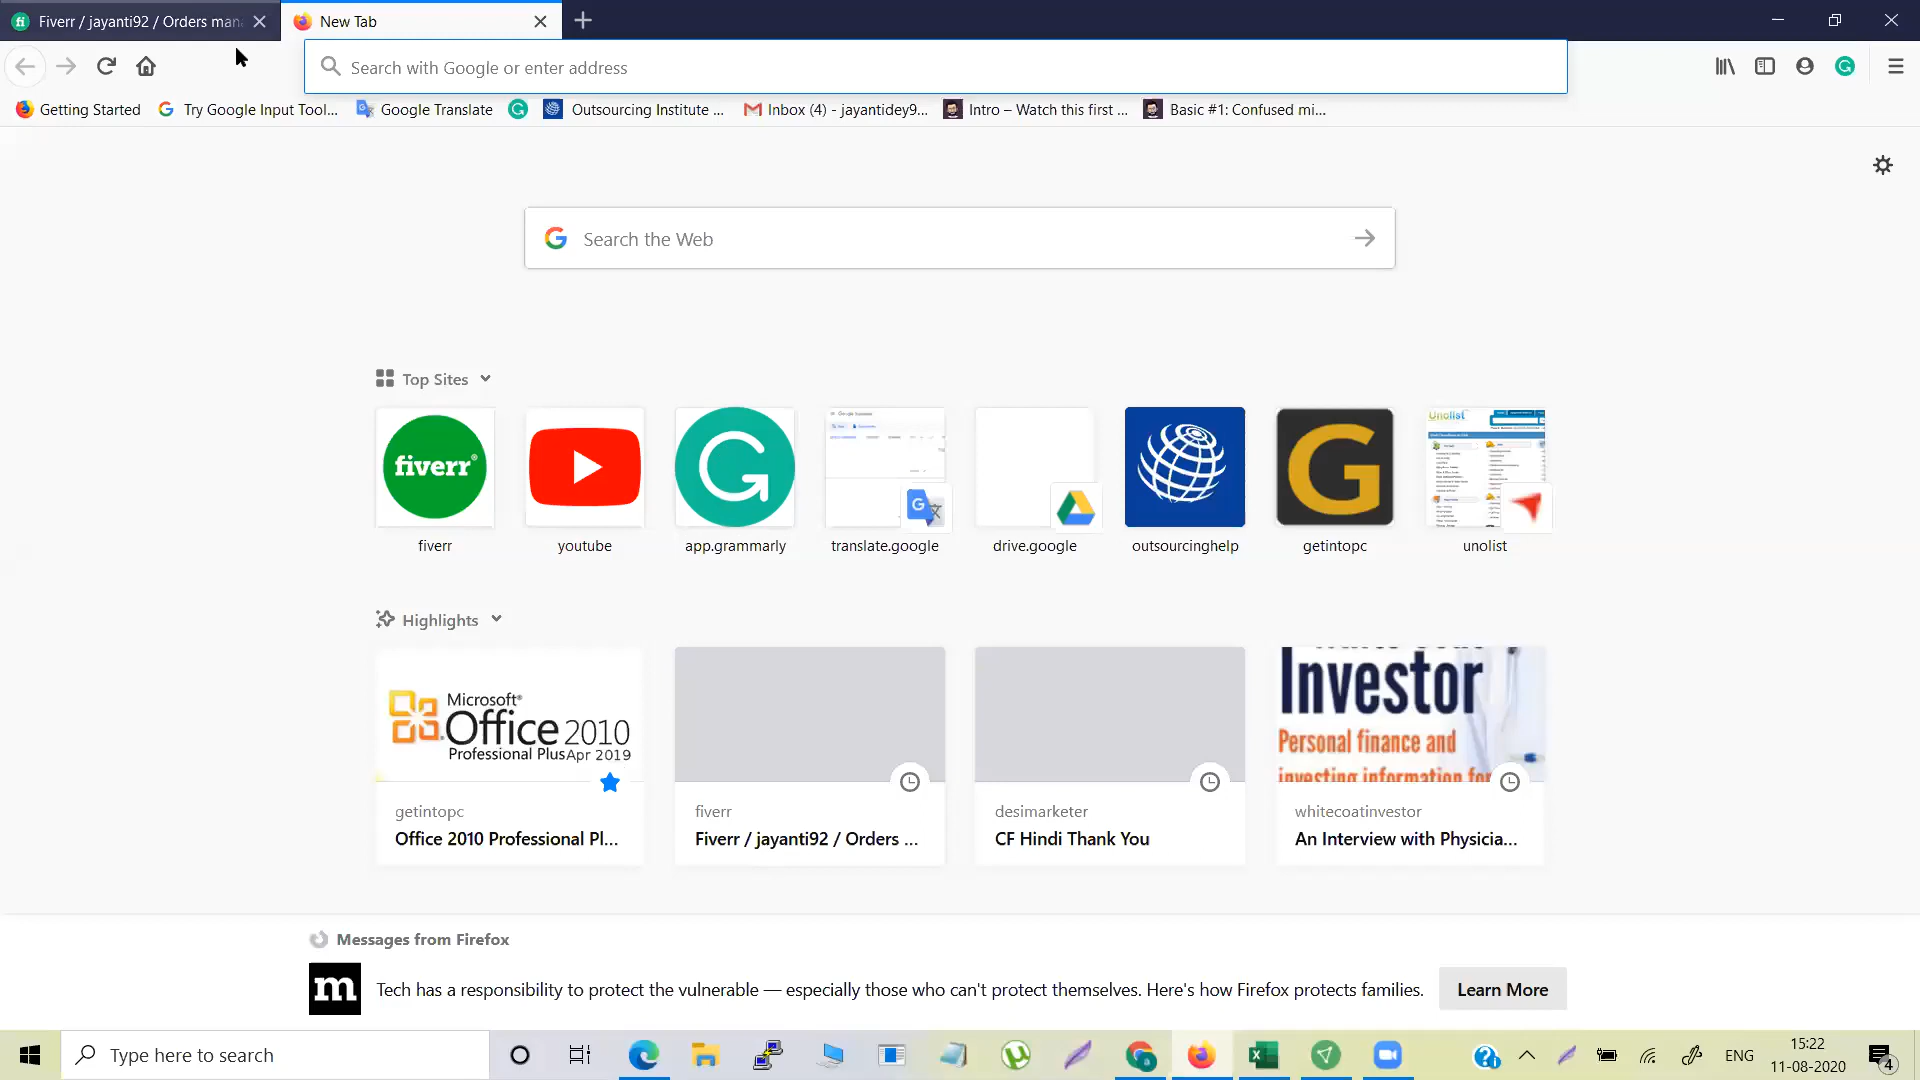 Fiverr / jayanti92 / Orders mana
New Tab
Search with Google or enter address
Getting Started
Try Google Input Tool...
Google Translate
Outsourcing Institute ...
Inbox (4) - jayantidey9...
Intro – Watch this first ...
Basic #1: Confused mi...
Search the Web
Top Sites
fiverr
Unolist
fiverr
youtube
app.grammarly
translate.google
drive.google
outsourcinghelp
getintopc
unolist
Highlights
Microsoft®
Office 2010
Professional Plus Apr 2019
Investor
Personal finance and
investing information for
getintopc
Office 2010 Professional Pl...
fiverr
Fiverr / jayanti92 / Orders ...
desimarketer
CF Hindi Thank You
whitecoatinvestor
An Interview with Physicia...
Messages from Firefox
m
Tech has a responsibility to protect the vulnerable — especially those who can't protect themselves. Here's how Firefox protects families.
Learn More
Type here to search
ENG
15:22
11-08-2020
4